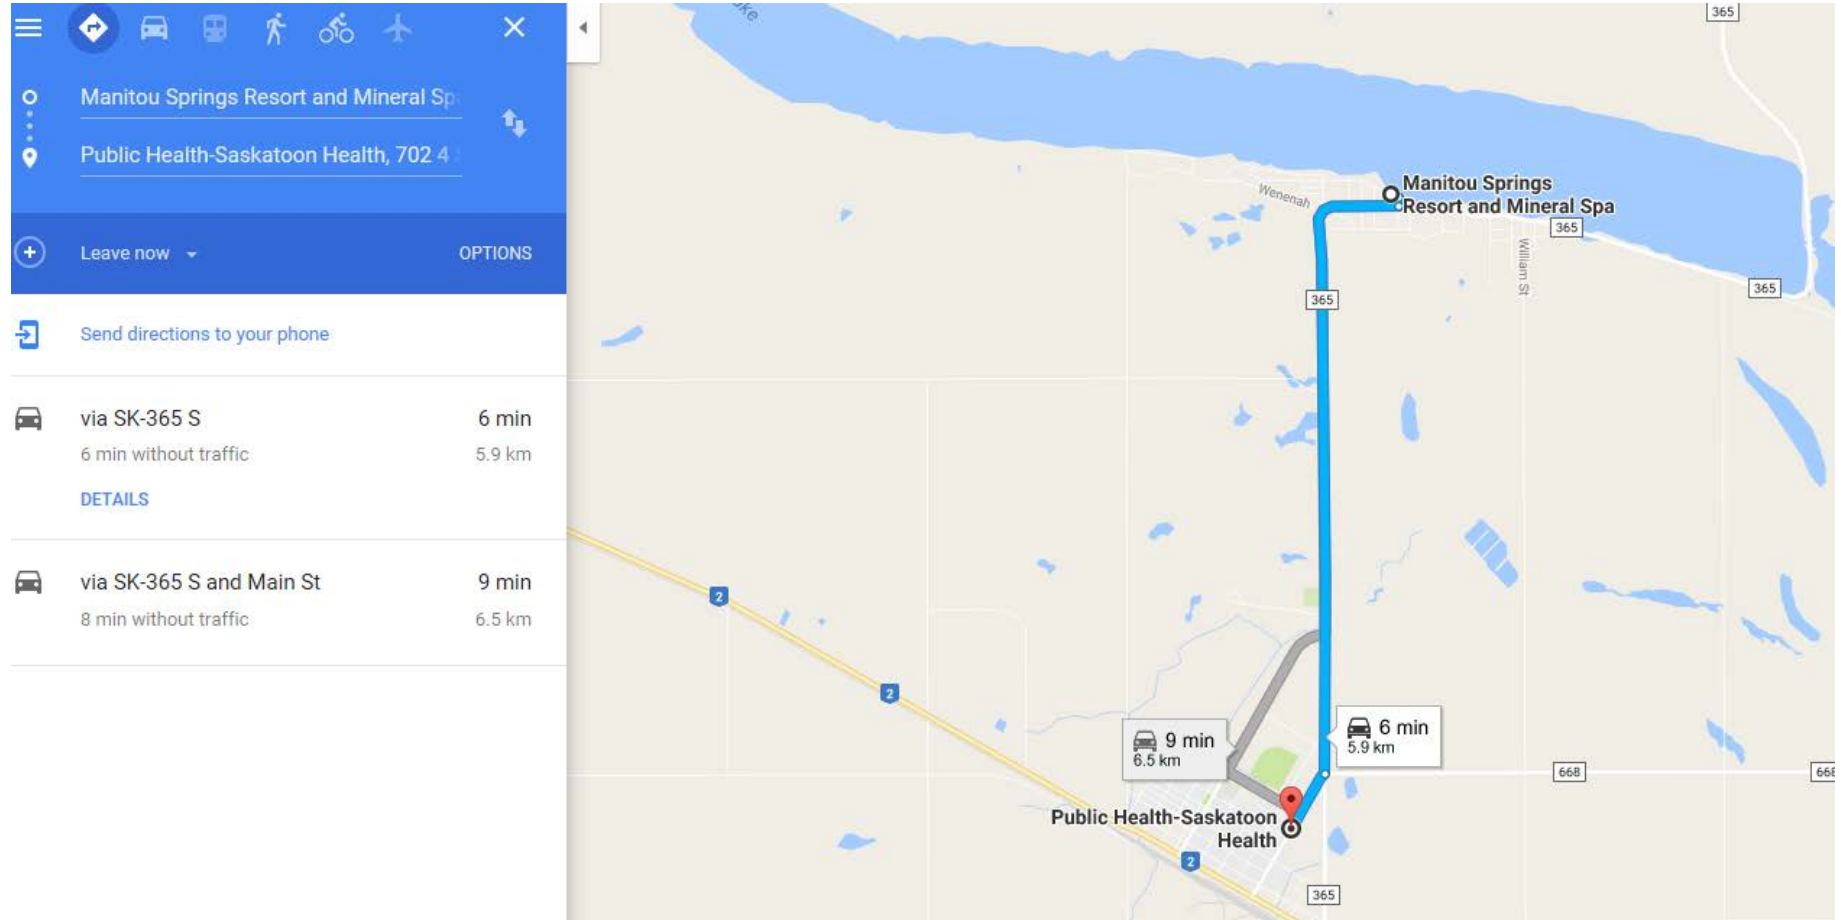 Manitou Springs Resort and Mineral Sp
Public Health-Saskatoon Health, 702 4
Leave now
OPTIONS
Send directions to your phone
via SK-365 S
6 min
6 min without traffic
5.9 km
DETAILS
via SK-365 S and Main St
9 min
8 min without traffic
6.5 km
365
Manitou Springs
Resort and Mineral Spa
Wenenah
365
William St
365
365
2
2
9 min
6.5 km
6 min
5.9 km
668
668
Public Health-Saskatoon
Health
2
365